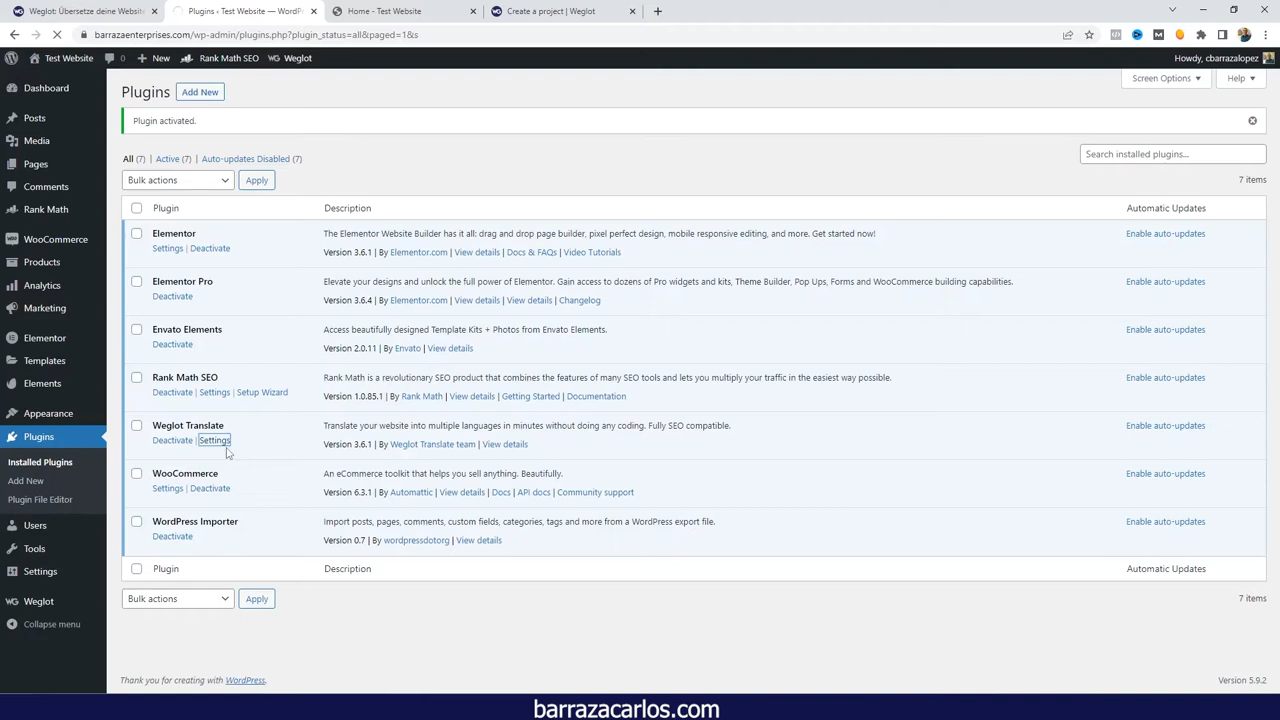 Weglot: Übersetze deine Website
Plugins ‹ Test Website — WordPr
Home - Test Website
Create a project | Weglot
barrazaenterprises.com/wp-admin/plugins.php?plugin_status=all&paged=1&s
Test Website 0 New Rank Math SEO Weglot Howdy, cbarrazalopez
Dashboard
Posts
Media
Pages
Comments
Rank Math
WooCommerce
Products
Analytics
Marketing
Elementor
Templates
Elements
Appearance
Plugins
Installed Plugins
Add New
Plugin File Editor
Users
Tools
Settings
Weglot
Collapse menu
Screen Options Help
Plugins Add New
Plugin activated.
All (7) | Active (7) | Auto-updates Disabled (7)
Search installed plugins...
Bulk actions Apply 7 items
Plugin Description Automatic Updates
Elementor The Elementor Website Builder has it all: drag and drop page builder, pixel perfect design, mobile responsive editing, and more. Get started now! Enable auto-updates
Settings | Deactivate Version 3.6.1 | By Elementor.com | View details | Docs & FAQs | Video Tutorials
Elementor Pro Elevate your designs and unlock the full power of Elementor. Gain access to dozens of Pro widgets and kits, Theme Builder, Pop Ups, Forms and WooCommerce building capabilities. Enable auto-updates
Deactivate Version 3.6.4 | By Elementor.com | View details | View details | Changelog
Envato Elements Access beautifully designed Template Kits + Photos from Envato Elements. Enable auto-updates
Deactivate Version 2.0.11 | By Envato | View details
Rank Math SEO Rank Math is a revolutionary SEO product that combines the features of many SEO tools and lets you multiply your traffic in the easiest way possible. Enable auto-updates
Deactivate | Settings | Setup Wizard Version 1.0.85.1 | By Rank Math | View details | Getting Started | Documentation
Weglot Translate Translate your website into multiple languages in minutes without doing any coding. Fully SEO compatible. Enable auto-updates
Deactivate | Settings Version 3.6.1 | By Weglot Translate team | View details
WooCommerce An eCommerce toolkit that helps you sell anything. Beautifully. Enable auto-updates
Settings | Deactivate Version 6.3.1 | By Automattic | View details | Docs | API docs | Community support
WordPress Importer Import posts, pages, comments, custom fields, categories, tags and more from a WordPress export file. Enable auto-updates
Deactivate Version 0.7 | By wordpressdotorg | View details
Plugin Description Automatic Updates
Bulk actions Apply 7 items
Thank you for creating with WordPress. Version 5.9.2
barrazacarlos.com